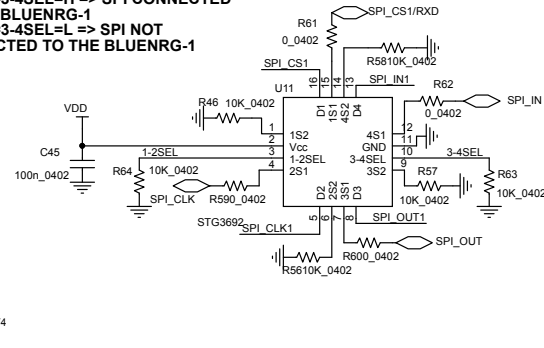 3-4SEL=H => SPI CONNECTED
BLUENRG-1
3-4SEL=L => SPI NOT
CTED TO THE BLUENRG-1
R61
0_0402
SPI_CS1/RXD
R5810K_0402
SPI_CS1
SPI_IN1
R62
0_0402
SPI_IN
U11
16
15
14
13
D1
1S1
4S2
D4
R46 10K_0402
VDD
1
2
3
4
1S2
Vcc
1-2SEL
2S1
4S1
GND
3-4SEL
3S2
12
11
10
9
1-2SEL
3-4SEL
C45
100n_0402
R64
10K_0402
SPI_CLK
R590_0402
R57
10K_0402
R63
10K_0402
D2
2S2
3S1
D3
5
6
7
8
STG3692
SPI_CLK1
SPI_OUT1
R5610K_0402
R600_0402
SPI_OUT